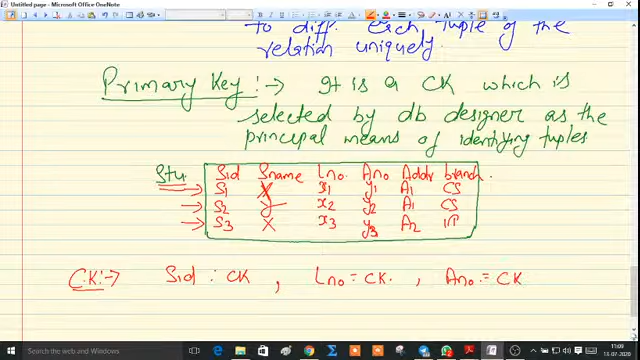 Untitled page - Microsoft Office OneNote
to diff. each tuple of the
relation uniquely.
Primary Key :→ It is a CK which is
selected by db designer as the
principal means of identifying tuples
Stu
Sid Sname Lno. Ano Addr branch.
→ S1 X x1 y1 A1 CS
→ S2 y x2 y2 A1 CS
→ S3 X x3 y3 A2
CK:→ Sid : CK , Lno = CK. , Ano := CK
Search the web and Windows
11:09
13-07-2020